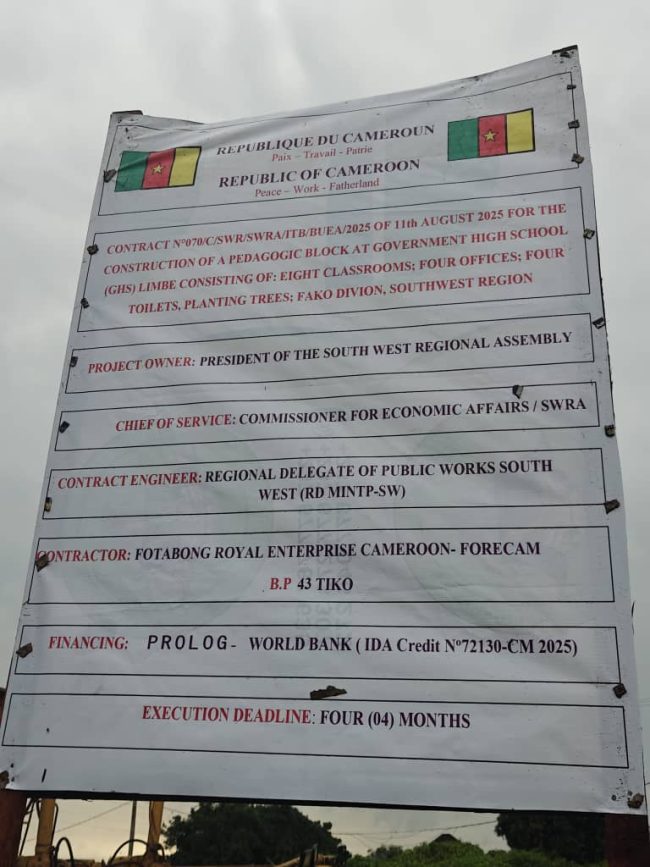 REPUBLIQUE DU CAMEROUN
Paix – Travail - Patrie
REPUBLIC OF CAMEROON
Peace – Work - Fatherland
CONTRACT N°070/C/SWR/SWRA/ITB/BUEA/2025 OF 11th AUGUST 2025 FOR THE
CONSTRUCTION OF A PEDAGOGIC BLOCK AT GOVERNMENT HIGH SCHOOL
(GHS) LIMBE CONSISTING OF: EIGHT CLASSROOMS; FOUR OFFICES; FOUR
TOILETS, PLANTING TREES; FAKO DIVION, SOUTHWEST REGION
PROJECT OWNER: PRESIDENT OF THE SOUTH WEST REGIONAL ASSEMBLY
CHIEF OF SERVICE: COMMISSIONER FOR ECONOMIC AFFAIRS / SWRA
CONTRACT ENGINEER: REGIONAL DELEGATE OF PUBLIC WORKS SOUTH
WEST (RD MINTP-SW)
CONTRACTOR: FOTABONG ROYAL ENTERPRISE CAMEROON- FORECAM
B.P 43 TIKO
FINANCING: PROLOG - WORLD BANK ( IDA Credit N°72130-CM 2025)
EXECUTION DEADLINE: FOUR (04) MONTHS